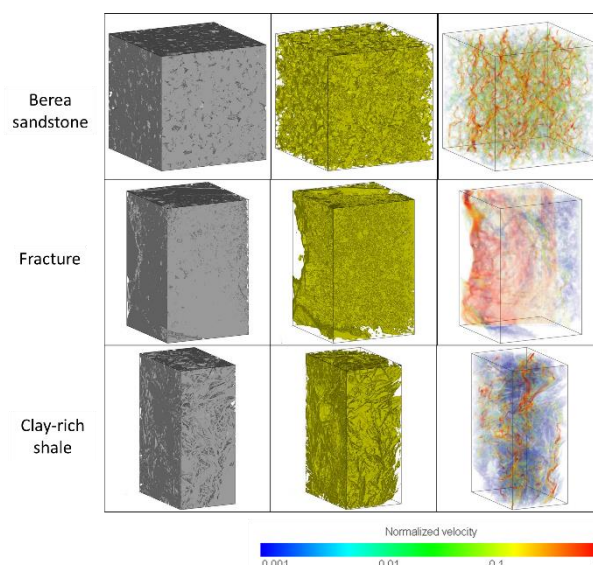 Berea
sandstone
Fracture
Clay-rich
shale
Normalized velocity
0.001 0.01 0.1